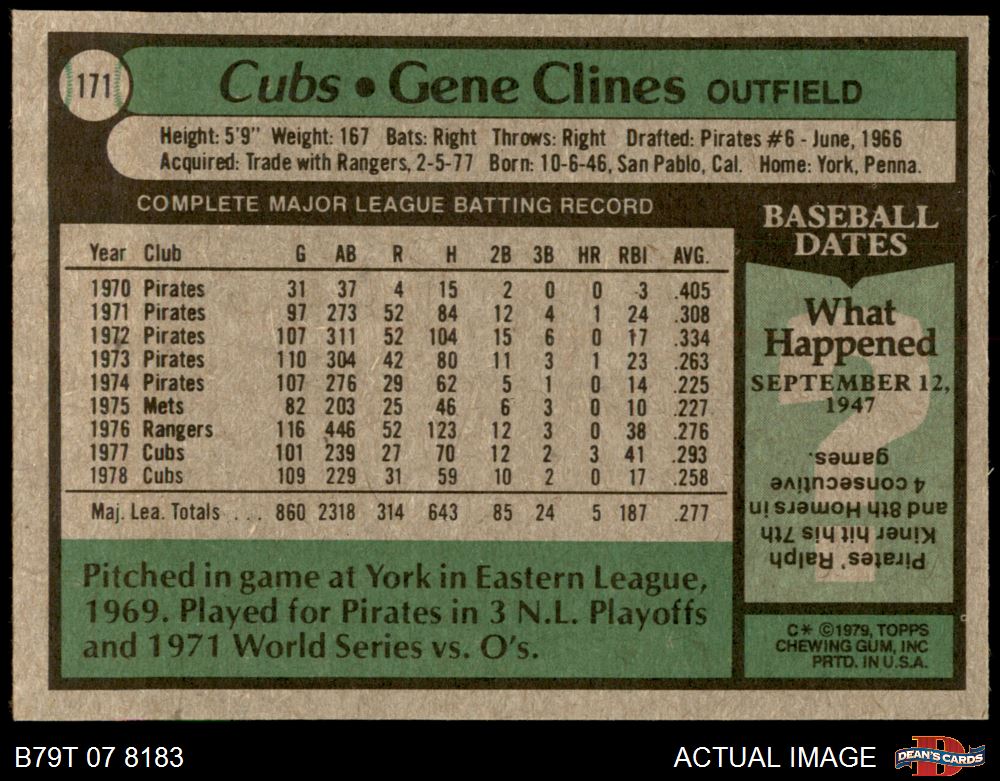 171
Cubs • Gene Clines OUTFIELD
Height: 5'9" Weight: 167 Bats: Right Throws: Right Drafted: Pirates #6 - June, 1966
Acquired: Trade with Rangers, 2-5-77 Born: 10-6-46, San Pablo, Cal. Home: York, Penna.
COMPLETE MAJOR LEAGUE BATTING RECORD
Year Club G AB R H 2B 3B HR RBI AVG.
1970 Pirates 31 37 4 15 2 0 0 3 .405
1971 Pirates 97 273 52 84 12 4 1 24 .308
1972 Pirates 107 311 52 104 15 6 0 17 .334
1973 Pirates 110 304 42 80 11 3 1 23 .263
1974 Pirates 107 276 29 62 5 1 0 14 .225
1975 Mets 82 203 25 46 6 3 0 10 .227
1976 Rangers 116 446 52 123 12 3 0 38 .276
1977 Cubs 101 239 27 70 12 2 3 41 .293
1978 Cubs 109 229 31 59 10 2 0 17 .258
Maj. Lea. Totals . . . 860 2318 314 643 85 24 5 187 .277
Pitched in game at York in Eastern League,
1969. Played for Pirates in 3 N.L. Playoffs
and 1971 World Series vs. O's.
BASEBALL
DATES
What
Happened
SEPTEMBER 12,
1947
Pirates' Ralph
Kiner hit his 7th
and 8th Homers in
4 consecutive
games.
C* ©1979, TOPPS
CHEWING GUM, INC
PRTD. IN U.S.A.
B79T 07 8183
ACTUAL IMAGE
D
DEAN'S CARDS